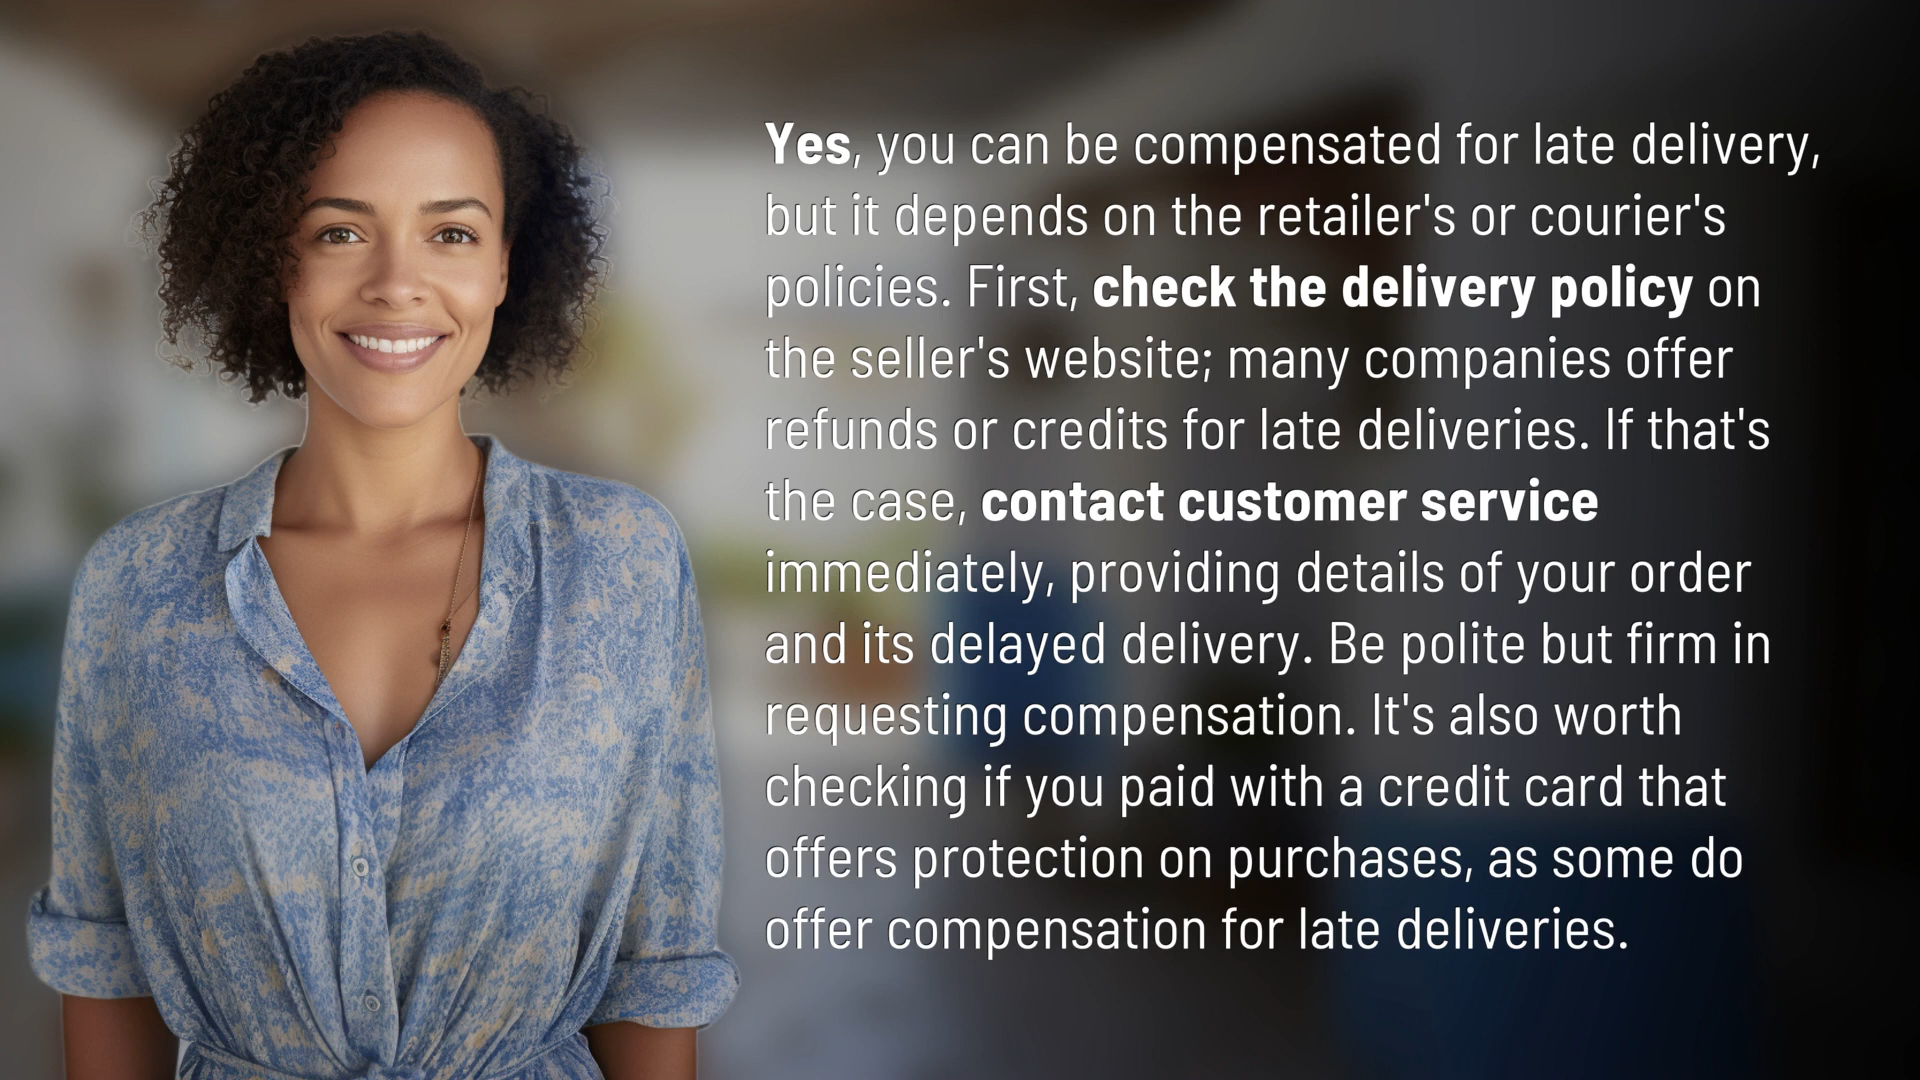 Yes, you can be compensated for late delivery,
but it depends on the retailer's or courier's
policies. First, check the delivery policy on
the seller's website; many companies offer
refunds or credits for late deliveries. If that's
the case, contact customer service
immediately, providing details of your order
and its delayed delivery. Be polite but firm in
requesting compensation. It's also worth
checking if you paid with a credit card that
offers protection on purchases, as some do
offer compensation for late deliveries.